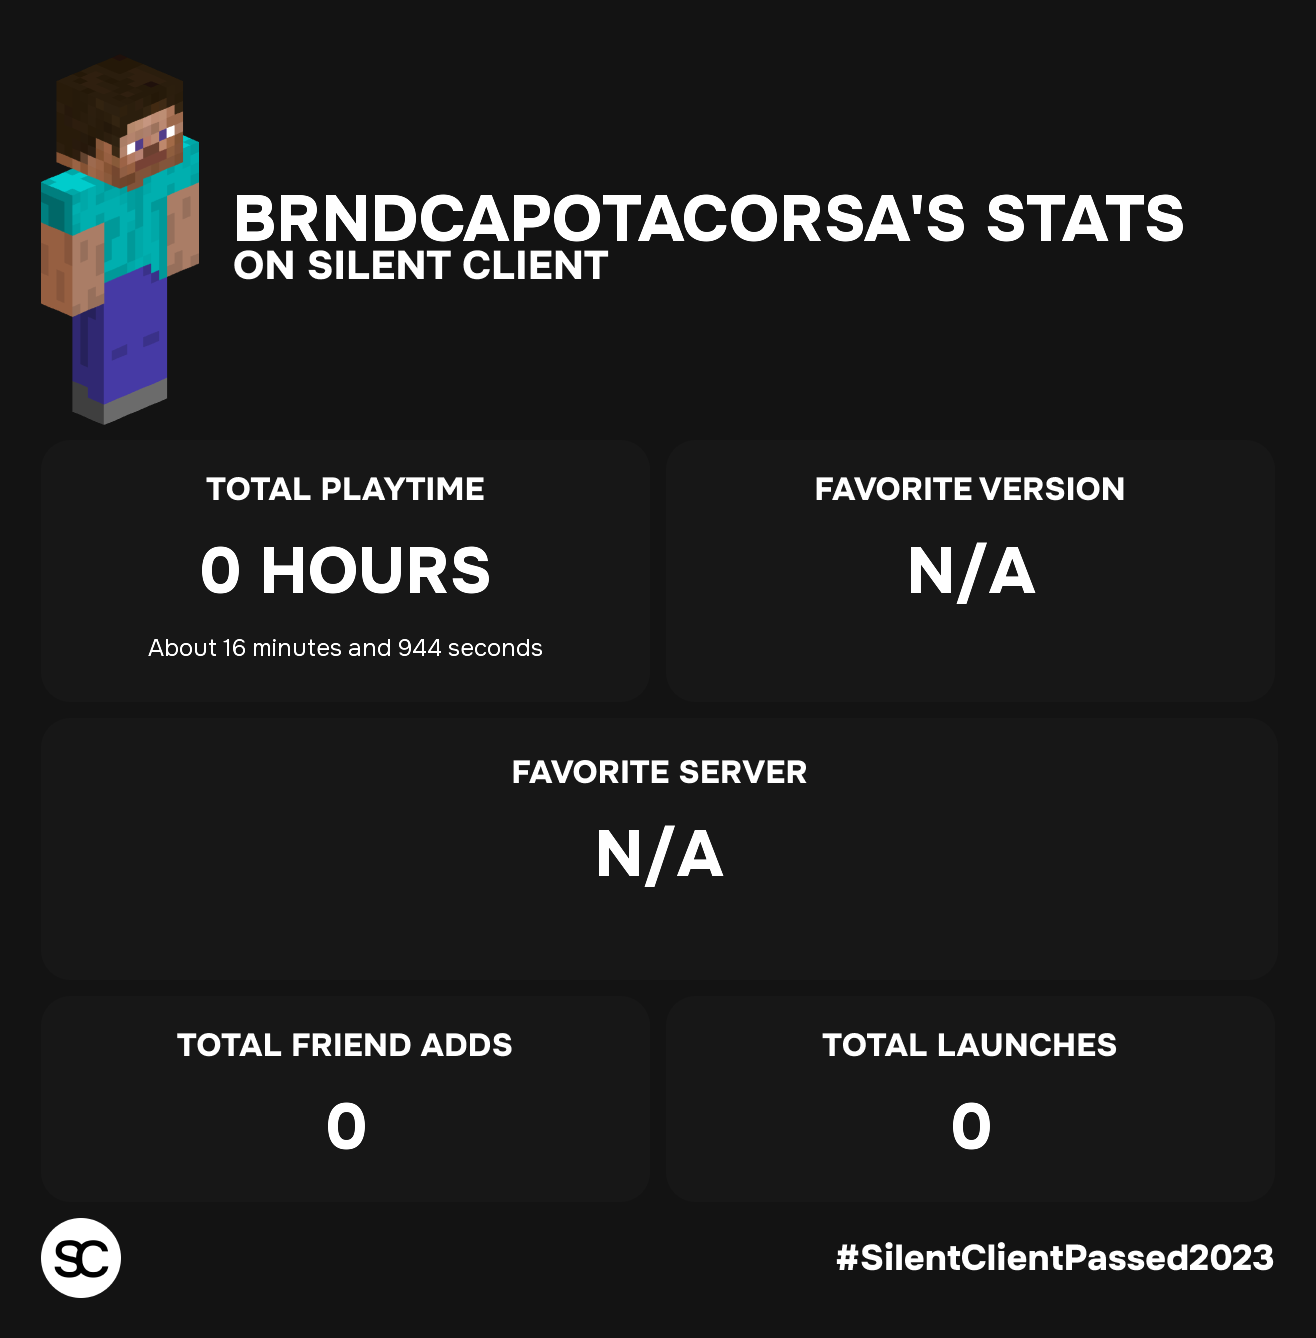 BRNDCAPOTACORSA'S STATS
ON SILENT CLIENT
TOTAL PLAYTIME
0 HOURS
About 16 minutes and 944 seconds
FAVORITE VERSION
N/A
FAVORITE SERVER
N/A
TOTAL FRIEND ADDS
0
TOTAL LAUNCHES
0
SC
#SilentClientPassed2023